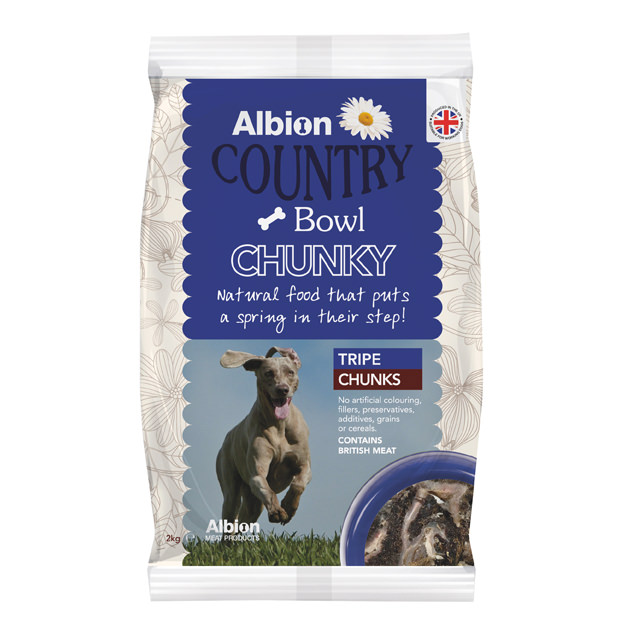 Albion
COUNTRY
Bowl
CHUNKY
Natural food that puts
a spring in their step!
TRIPE
CHUNKS
No artificial colouring,
fillers, preservatives,
additives, grains
or cereals.
CONTAINS
BRITISH MEAT
Albion
MEAT PRODUCTS
2kg